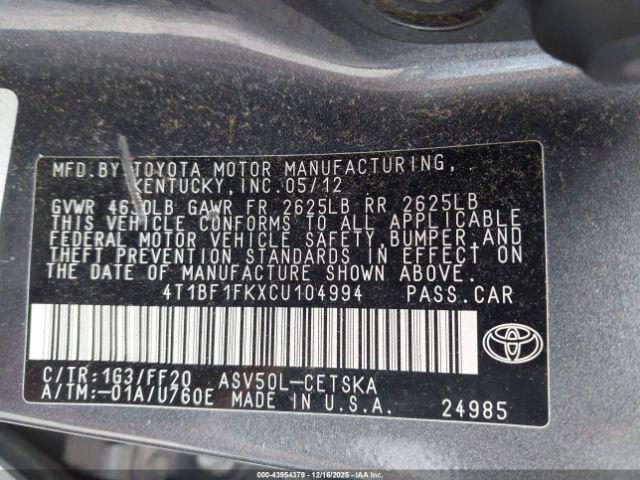 MFD.BY TOYOTA MOTOR MANUFACTURING,
KENTUCKY, INC. 05/12
GVWR 4630LB GAWR FR 2625LB RR 2625LB
THIS VEHICLE CONFORMS TO ALL APPLICABLE
FEDERAL MOTOR VEHICLE SAFETY, BUMPER, AND
THEFT PREVENTION STANDARDS IN EFFECT ON
THE DATE OF MANUFACTURE SHOWN ABOVE.
4T1BF1FKXCU104994 PASS.CAR
C/TR:1G3/FF20 ASV50L-CETSKA
A/TM:-01A/U760E MADE IN U.S.A. 24985
TOYOTA
IAA - 43954379 | 12/16/2025 - IAAI.com